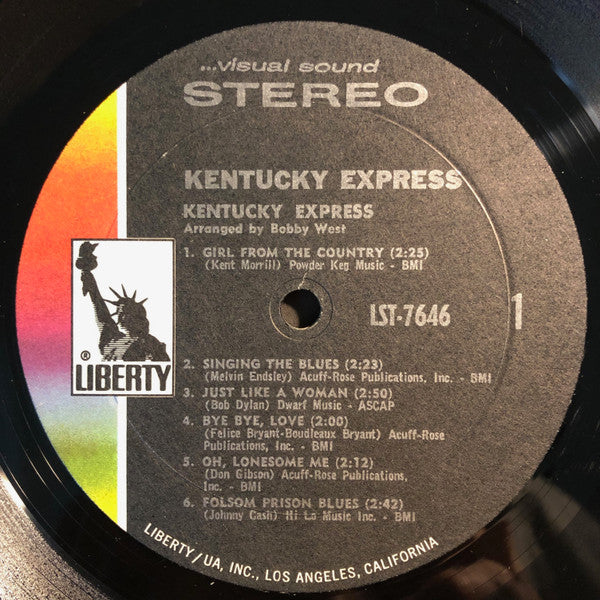 ...visual sound
STEREO
KENTUCKY EXPRESS
KENTUCKY EXPRESS
Arranged by Bobby West
1. GIRL FROM THE COUNTRY (2:25)
(Kent Morrill) Powder Keg Music - BMI
LST-7646
1
® LIBERTY
2. SINGING THE BLUES (2:23)
(Melvin Endsley) Acuff-Rose Publications, Inc. - BMI
3. JUST LIKE A WOMAN (2:50)
(Bob Dylan) Dwarf Music - ASCAP
4. BYE BYE, LOVE (2:00)
(Felice Bryant-Boudleaux Bryant) Acuff-Rose
Publications, Inc. - BMI
5. OH, LONESOME ME (2:12)
(Don Gibson) Acuff-Rose Publications,
Inc. - BMI
6. FOLSOM PRISON BLUES (2:42)
(Johnny Cash) Hi Lo Music Inc. - BMI
LIBERTY/UA, INC., LOS ANGELES, CALIFORNIA